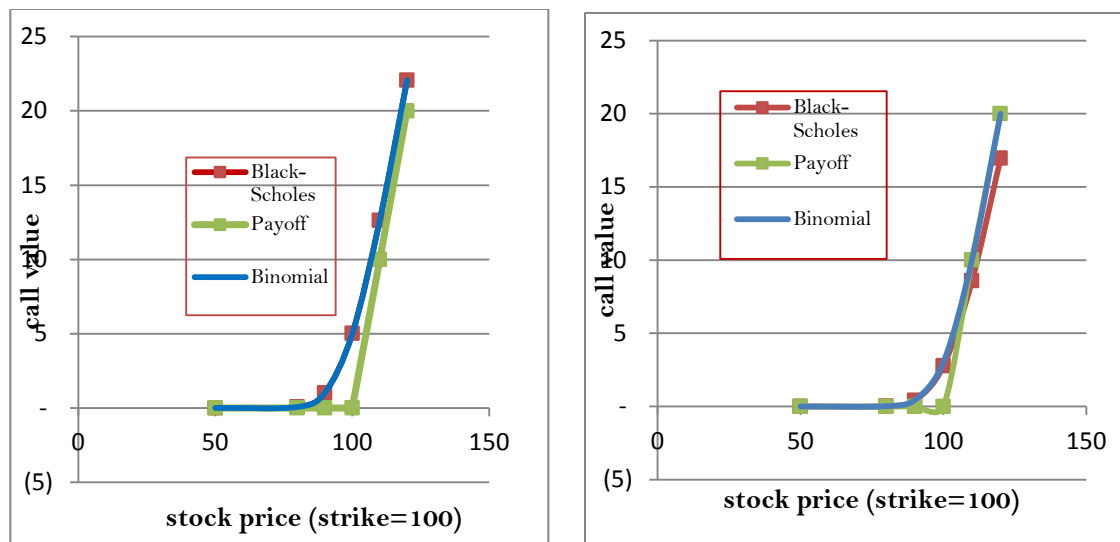 25
20
15
10
5
-
(5)
0
50
100
150
call value
Black-
Scholes
Payoff
Binomial
stock price (strike=100)
25
20
15
10
5
-
(5)
0
50
100
150
call value
Black-
Scholes
Payoff
Binomial
stock price (strike=100)